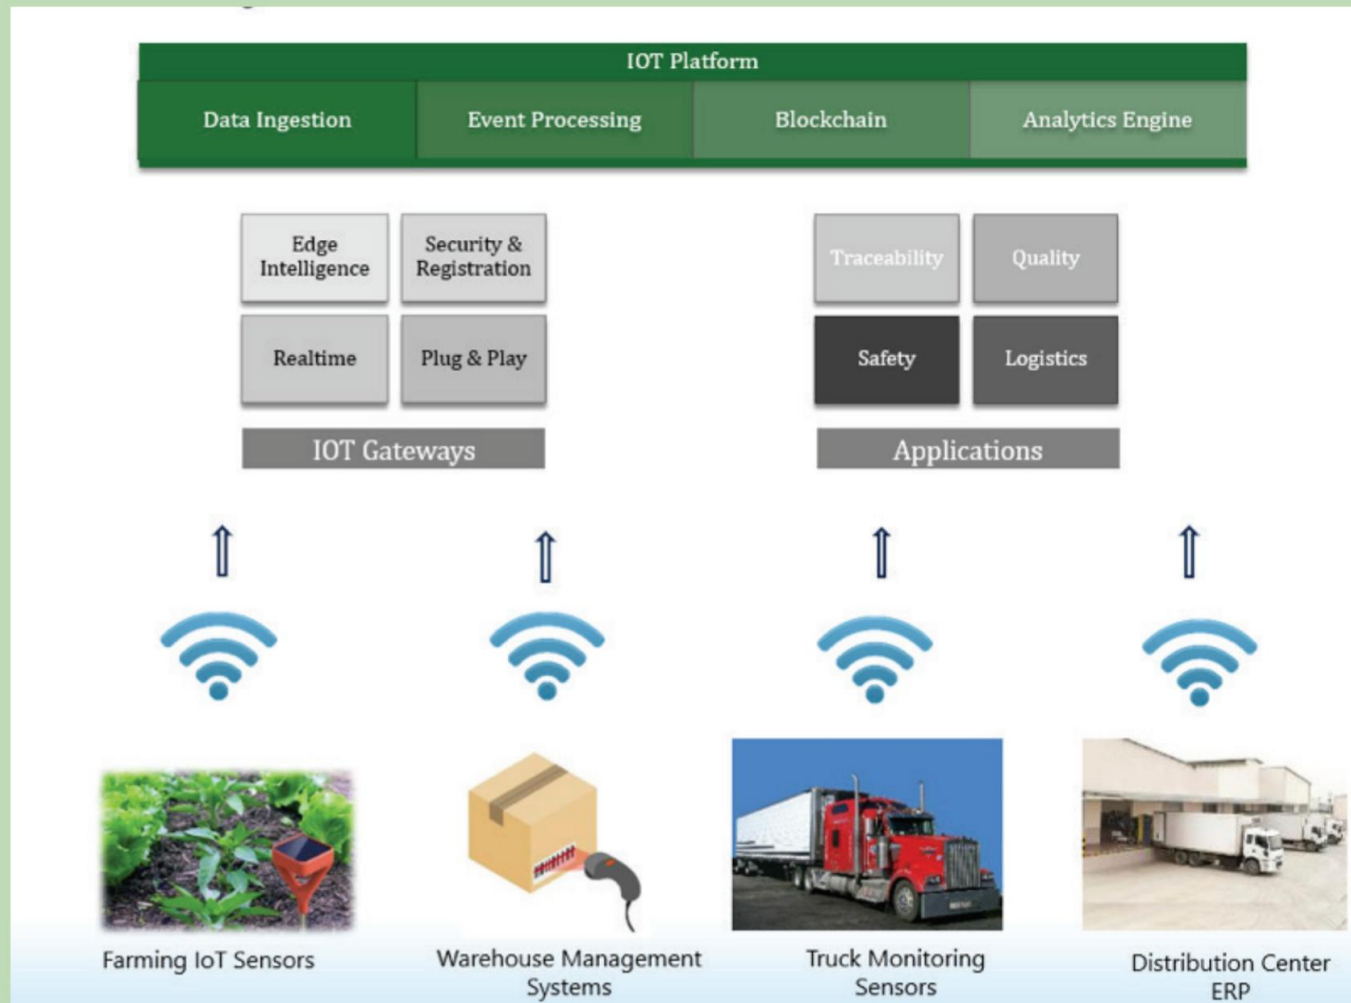 IOT Platform
Data Ingestion
Event Processing
Blockchain
Analytics Engine
Edge
Intelligence
Security &
Registration
Traceability
Quality
Realtime
Plug & Play
Safety
Logistics
IOT Gateways
Applications
Farming IoT Sensors
Warehouse Management
Systems
Truck Monitoring
Sensors
Distribution Center
ERP